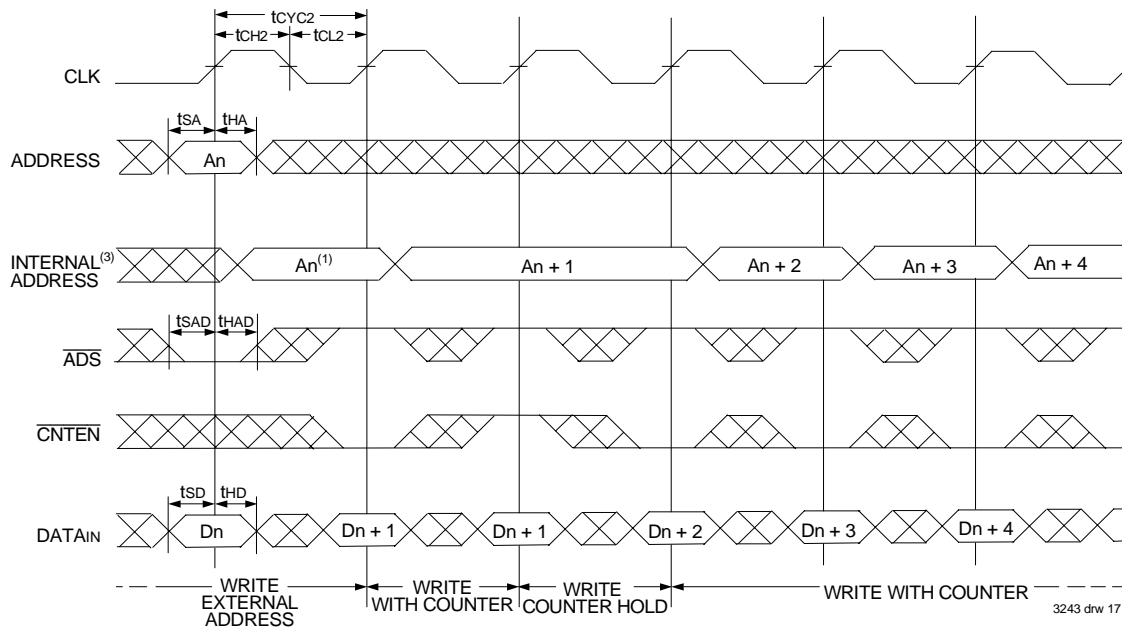 tCYC2
tCH2 tCL2
CLK
tSA tHA
ADDRESS An
INTERNAL(3) ADDRESS An(1) An + 1 An + 2 An + 3 An + 4
tSAD tHAD
ADS
CNTEN
tSD tHD
DATAIN Dn Dn + 1 Dn + 1 Dn + 2 Dn + 3 Dn + 4
WRITE EXTERNAL ADDRESS
WRITE WITH COUNTER
WRITE COUNTER HOLD
WRITE WITH COUNTER
3243 drw 17